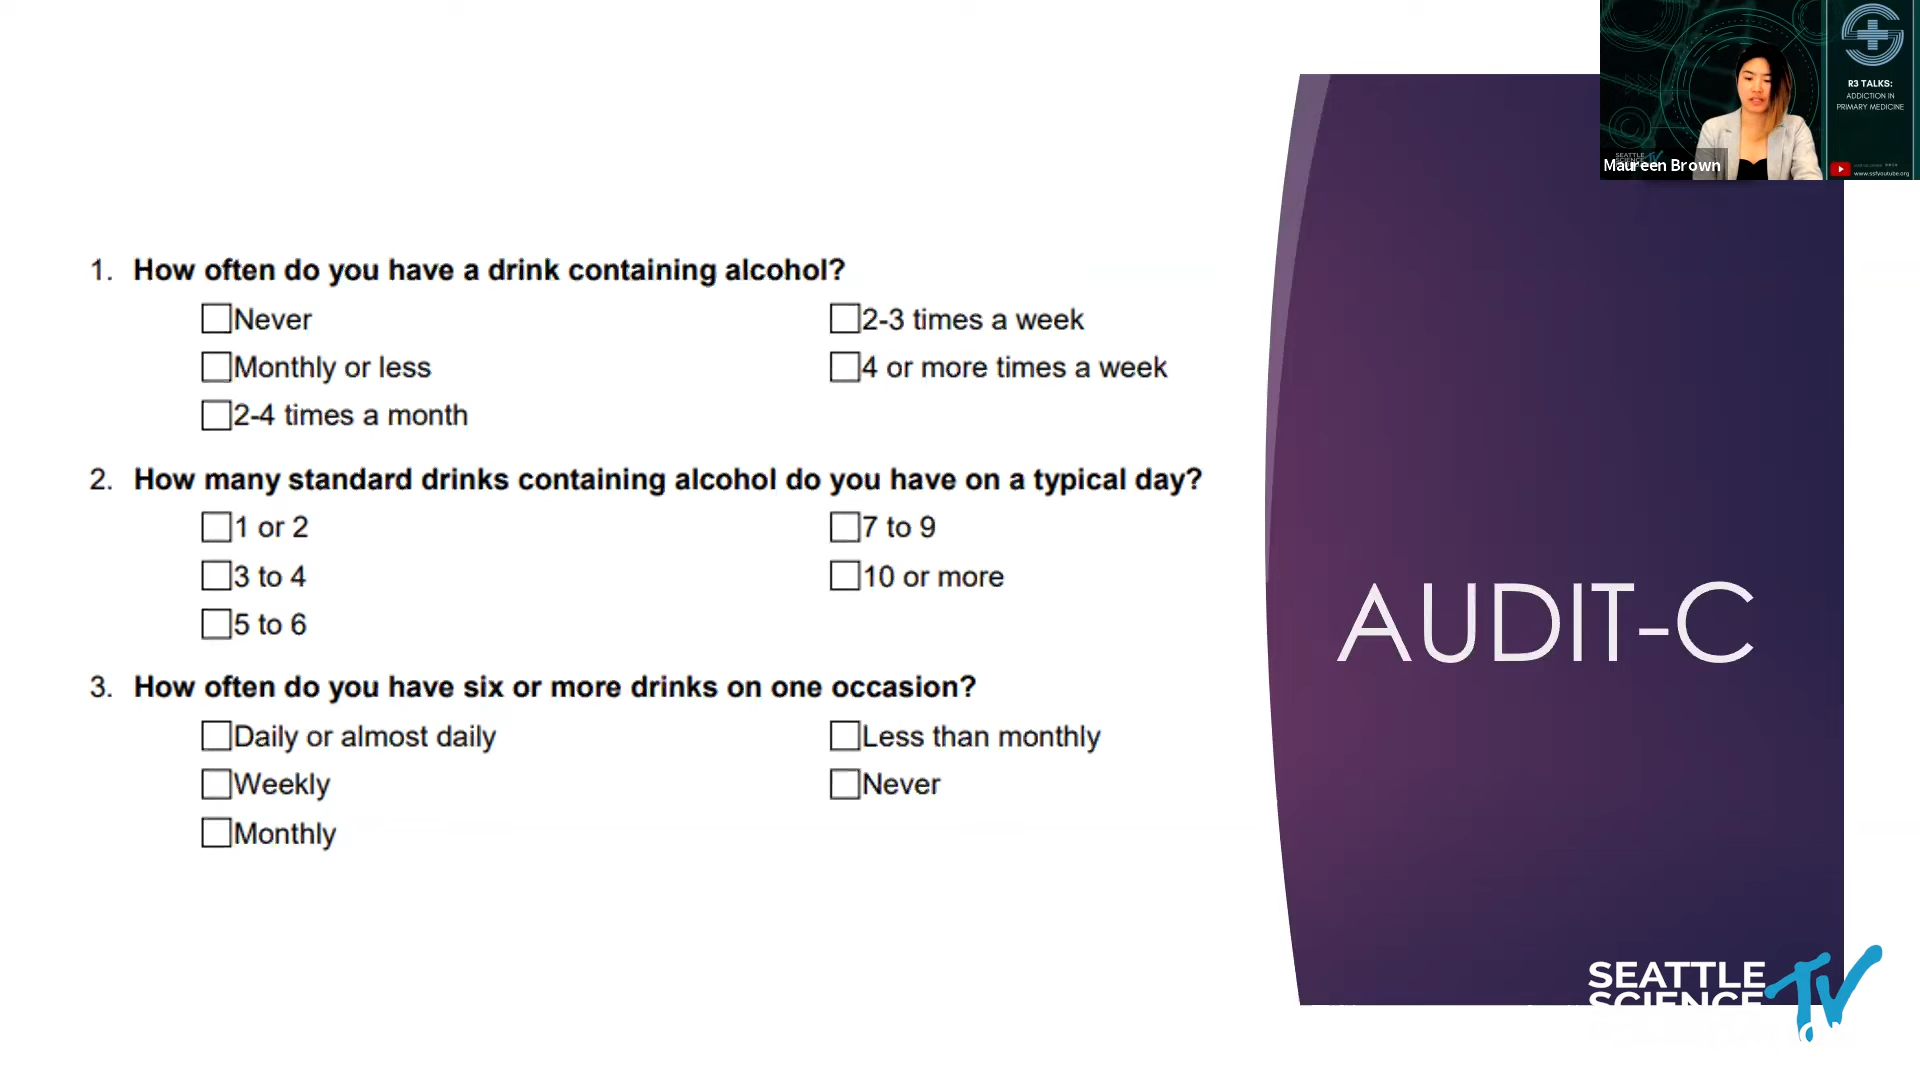 1. How often do you have a drink containing alcohol?
Never
2-3 times a week
Monthly or less
4 or more times a week
2-4 times a month
2. How many standard drinks containing alcohol do you have on a typical day?
1 or 2
7 to 9
3 to 4
10 or more
5 to 6
3. How often do you have six or more drinks on one occasion?
Daily or almost daily
Less than monthly
Weekly
Never
Monthly
AUDIT-C
R3 TALKS:
ADDICTION IN
PRIMARY MEDICINE
Maureen Brown
SEATTLE
SCIENCE
TV